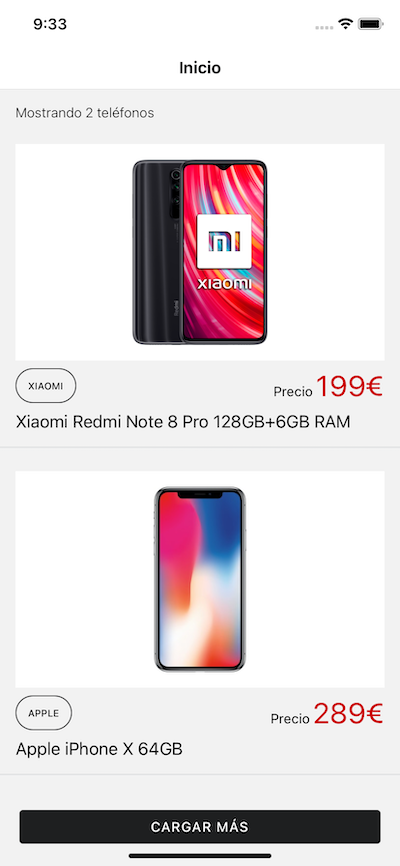 9:33
Inicio
Mostrando 2 teléfonos
Redmi
xiaomi
XIAOMI
Precio 199€
Xiaomi Redmi Note 8 Pro 128GB+6GB RAM
APPLE
Precio 289€
Apple iPhone X 64GB
CARGAR MÁS